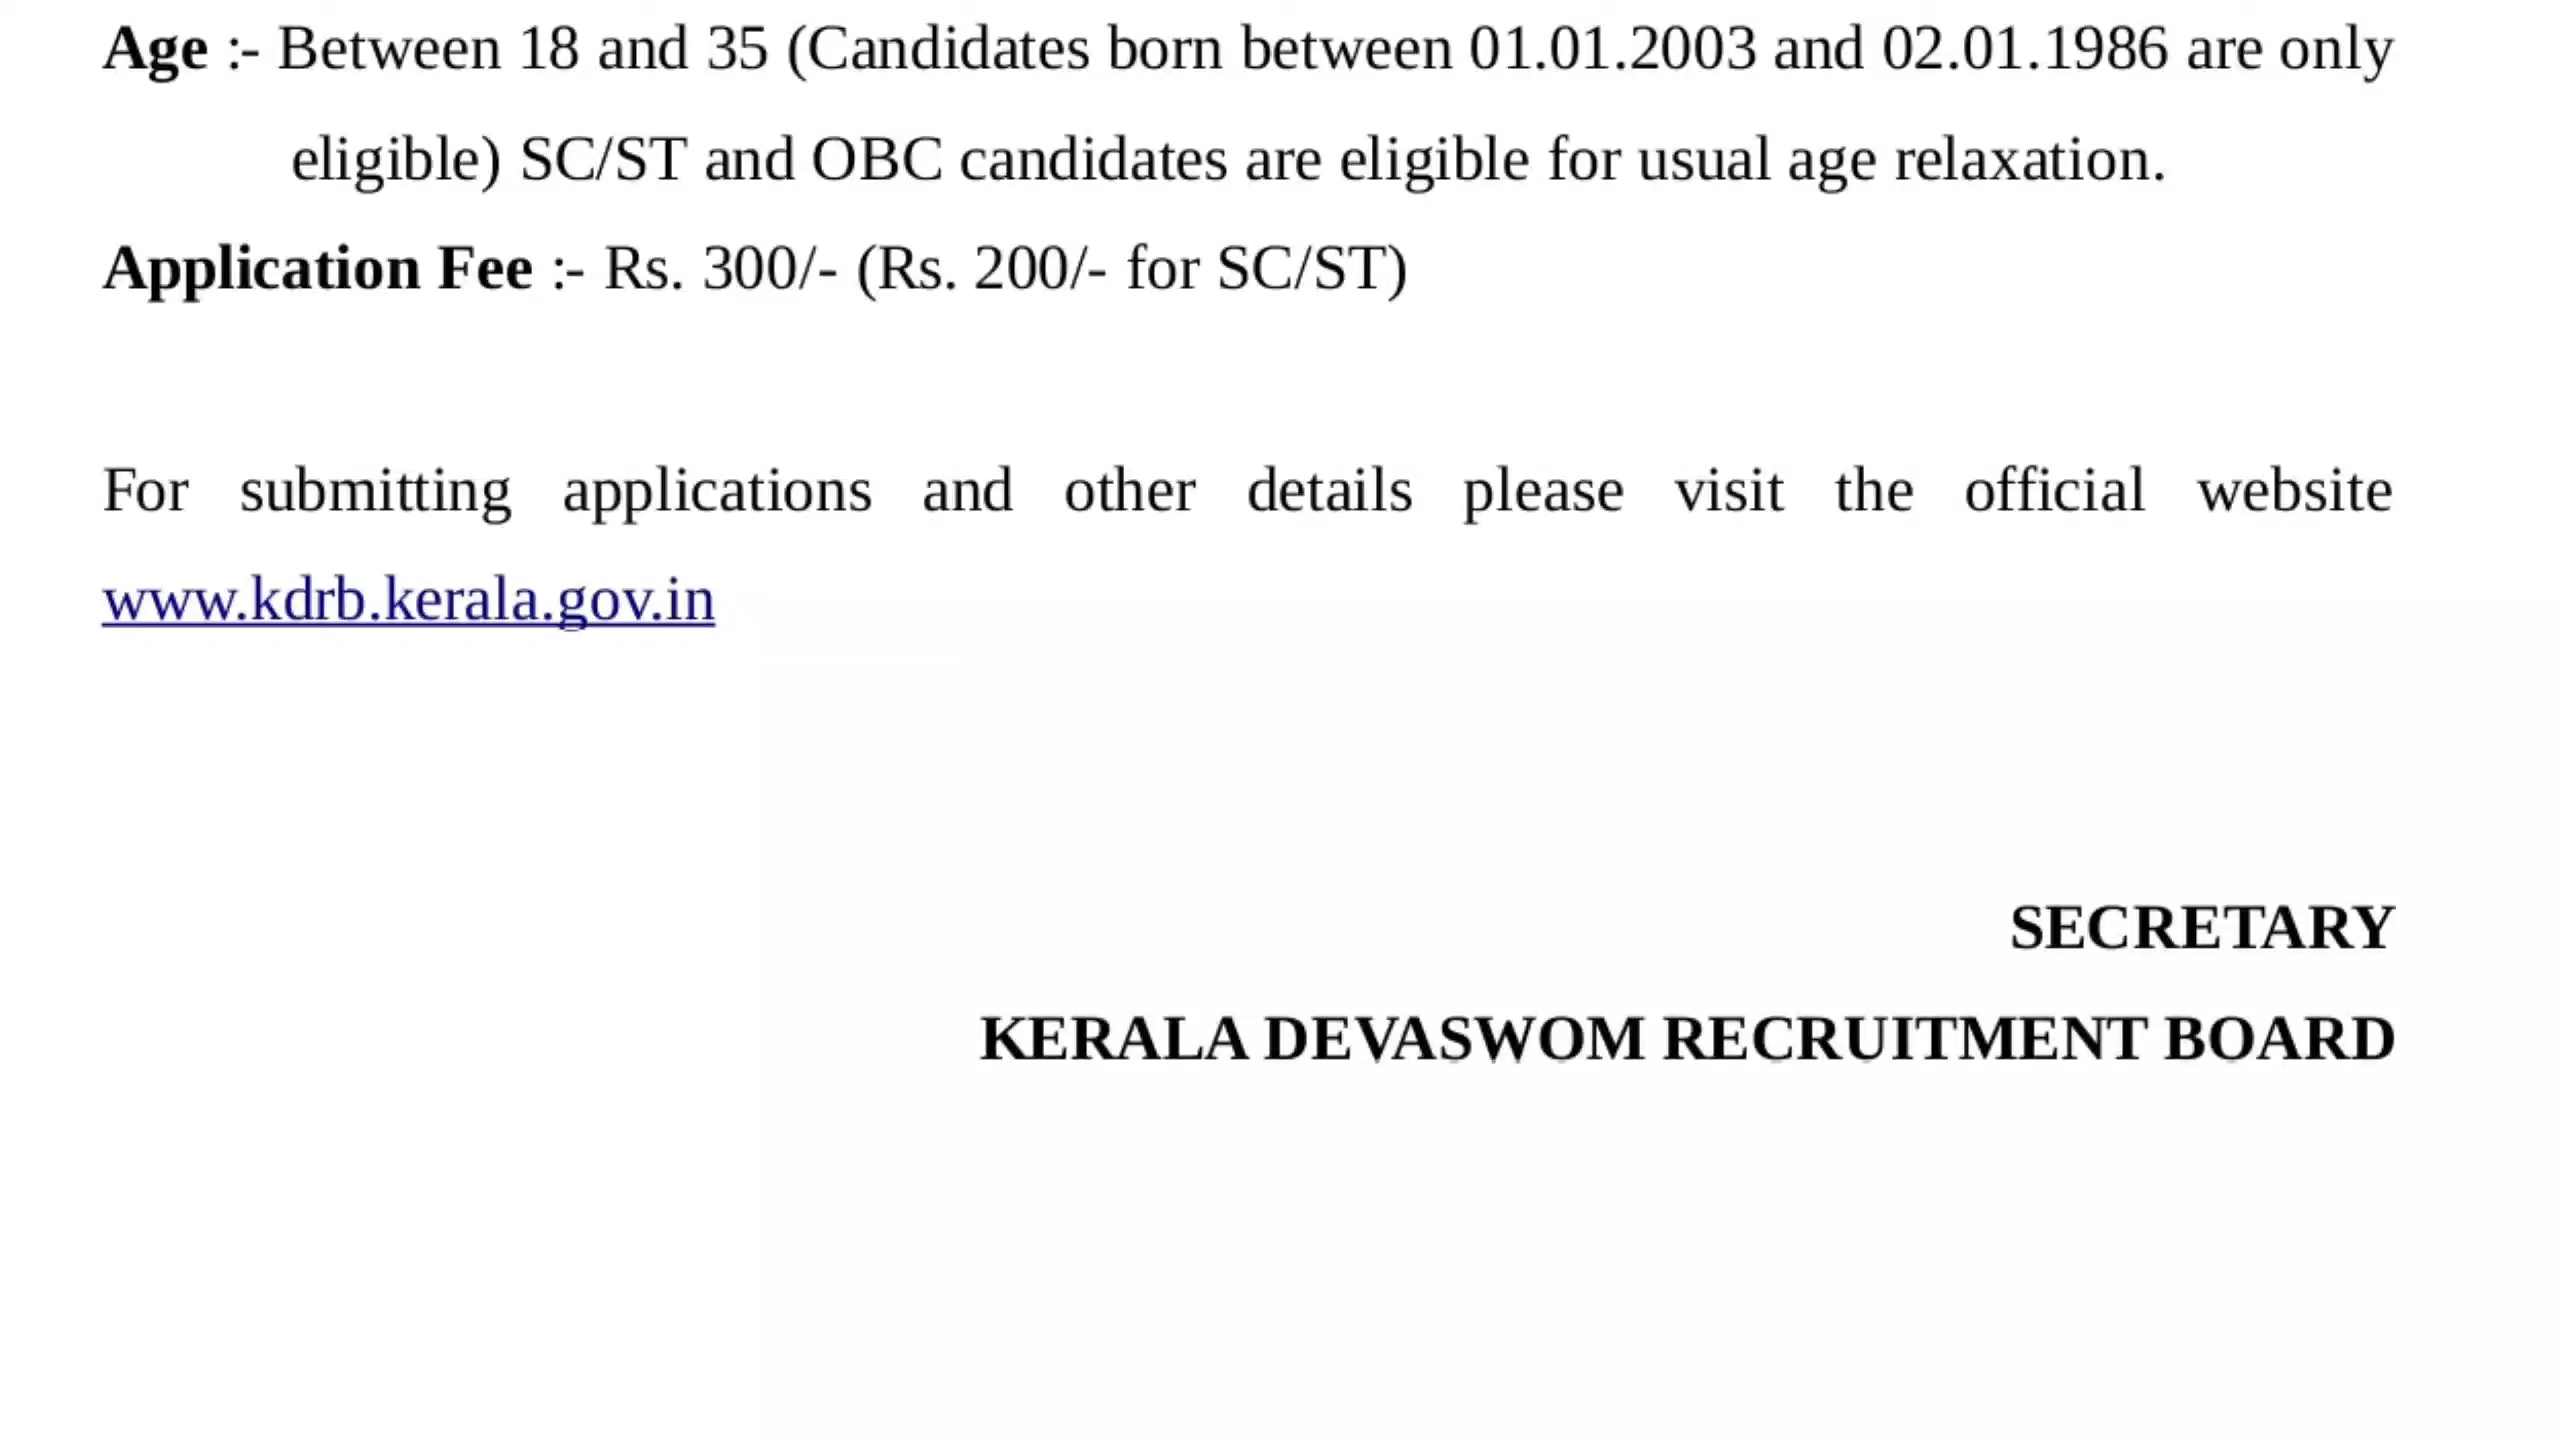 Age :- Between 18 and 35 (Candidates born between 01.01.2003 and 02.01.1986 are only
eligible) SC/ST and OBC candidates are eligible for usual age relaxation.
Application Fee :- Rs. 300/- (Rs. 200/- for SC/ST)
For submitting applications and other details please visit the official website
www.kdrb.kerala.gov.in
SECRETARY
KERALA DEVASWOM RECRUITMENT BOARD